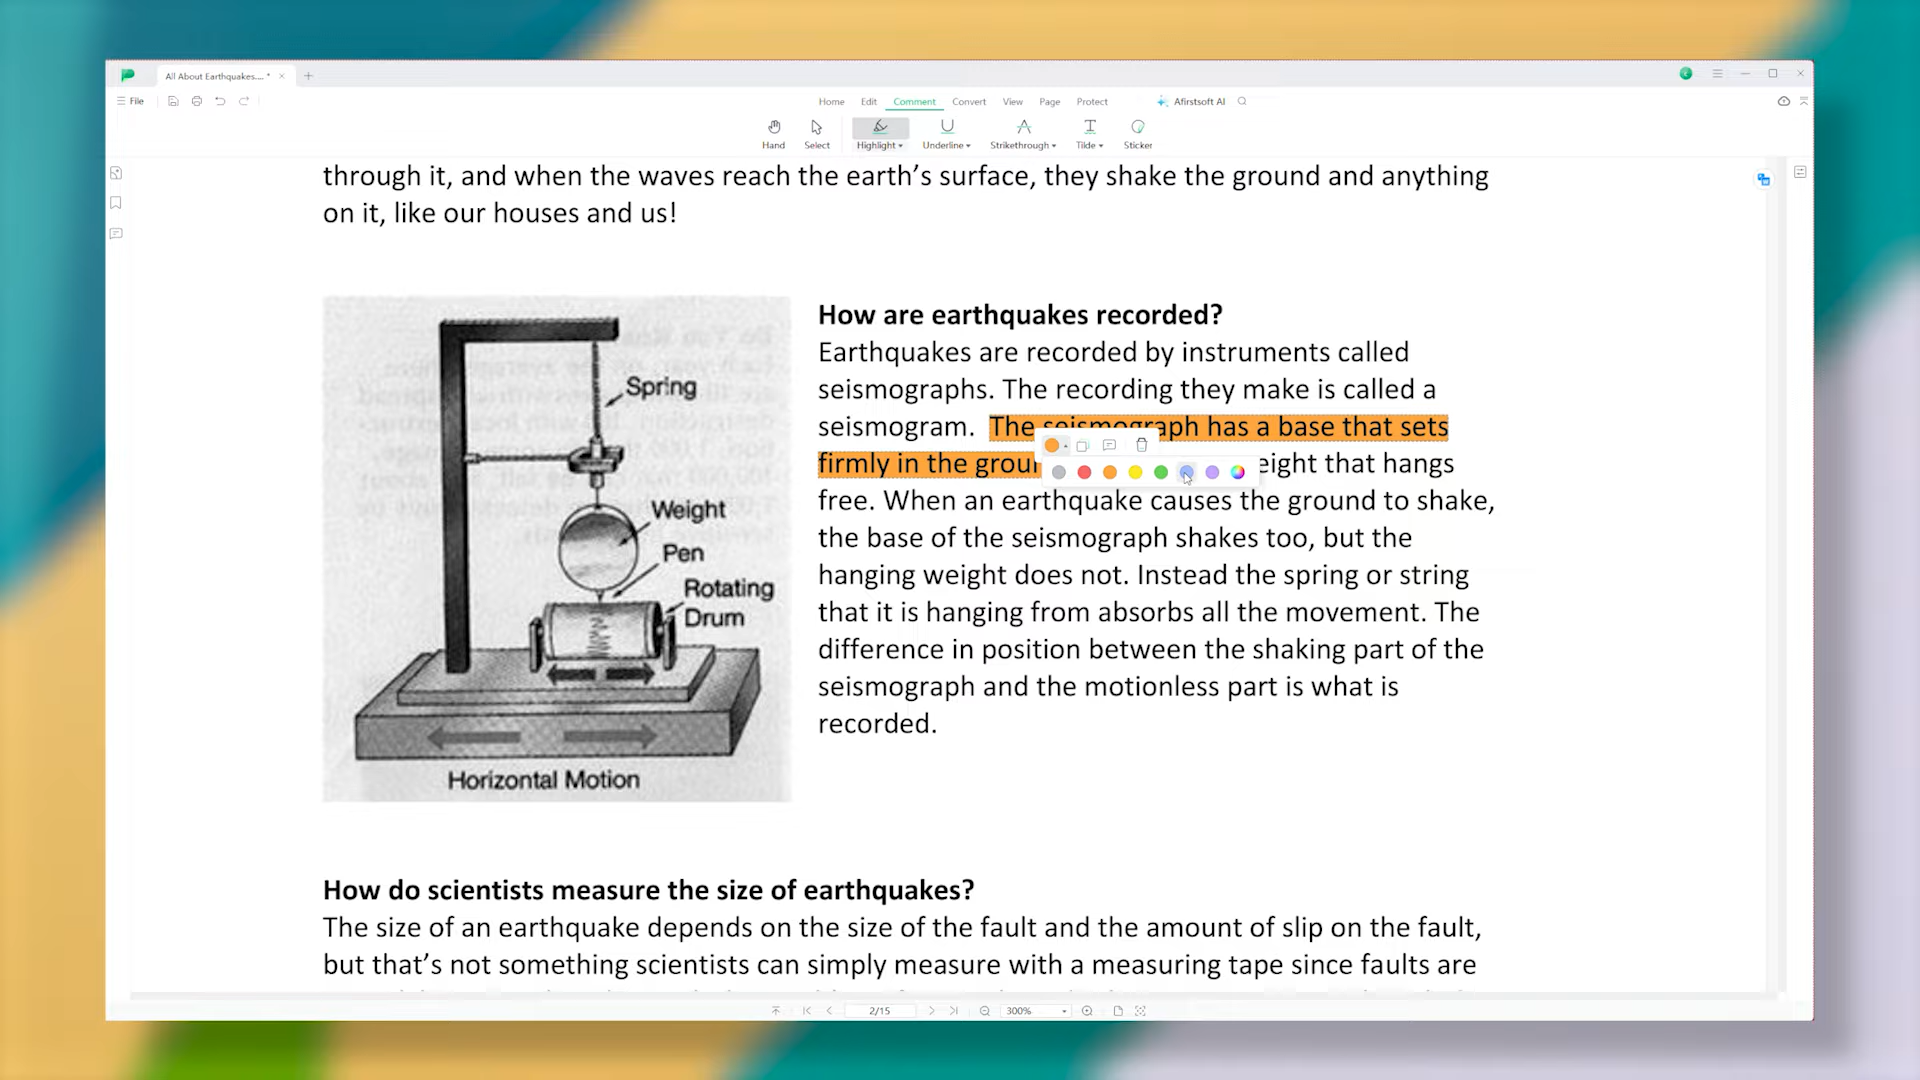 All About Earthquakes.... *
File
Home Edit Comment Convert View Page Protect Afirstsoft AI
Hand Select Highlight Underline Strikethrough Tilde Sticker
through it, and when the waves reach the earth’s surface, they shake the ground and anything
on it, like our houses and us!
Spring
Weight
Pen
Rotating
Drum
Horizontal Motion
How are earthquakes recorded?
Earthquakes are recorded by instruments called
seismographs. The recording they make is called a
seismogram. The seismograph has a base that sets
firmly in the grou eight that hangs
free. When an earthquake causes the ground to shake,
the base of the seismograph shakes too, but the
hanging weight does not. Instead the spring or string
that it is hanging from absorbs all the movement. The
difference in position between the shaking part of the
seismograph and the motionless part is what is
recorded.
How do scientists measure the size of earthquakes?
The size of an earthquake depends on the size of the fault and the amount of slip on the fault,
but that’s not something scientists can simply measure with a measuring tape since faults are
2/15 300%